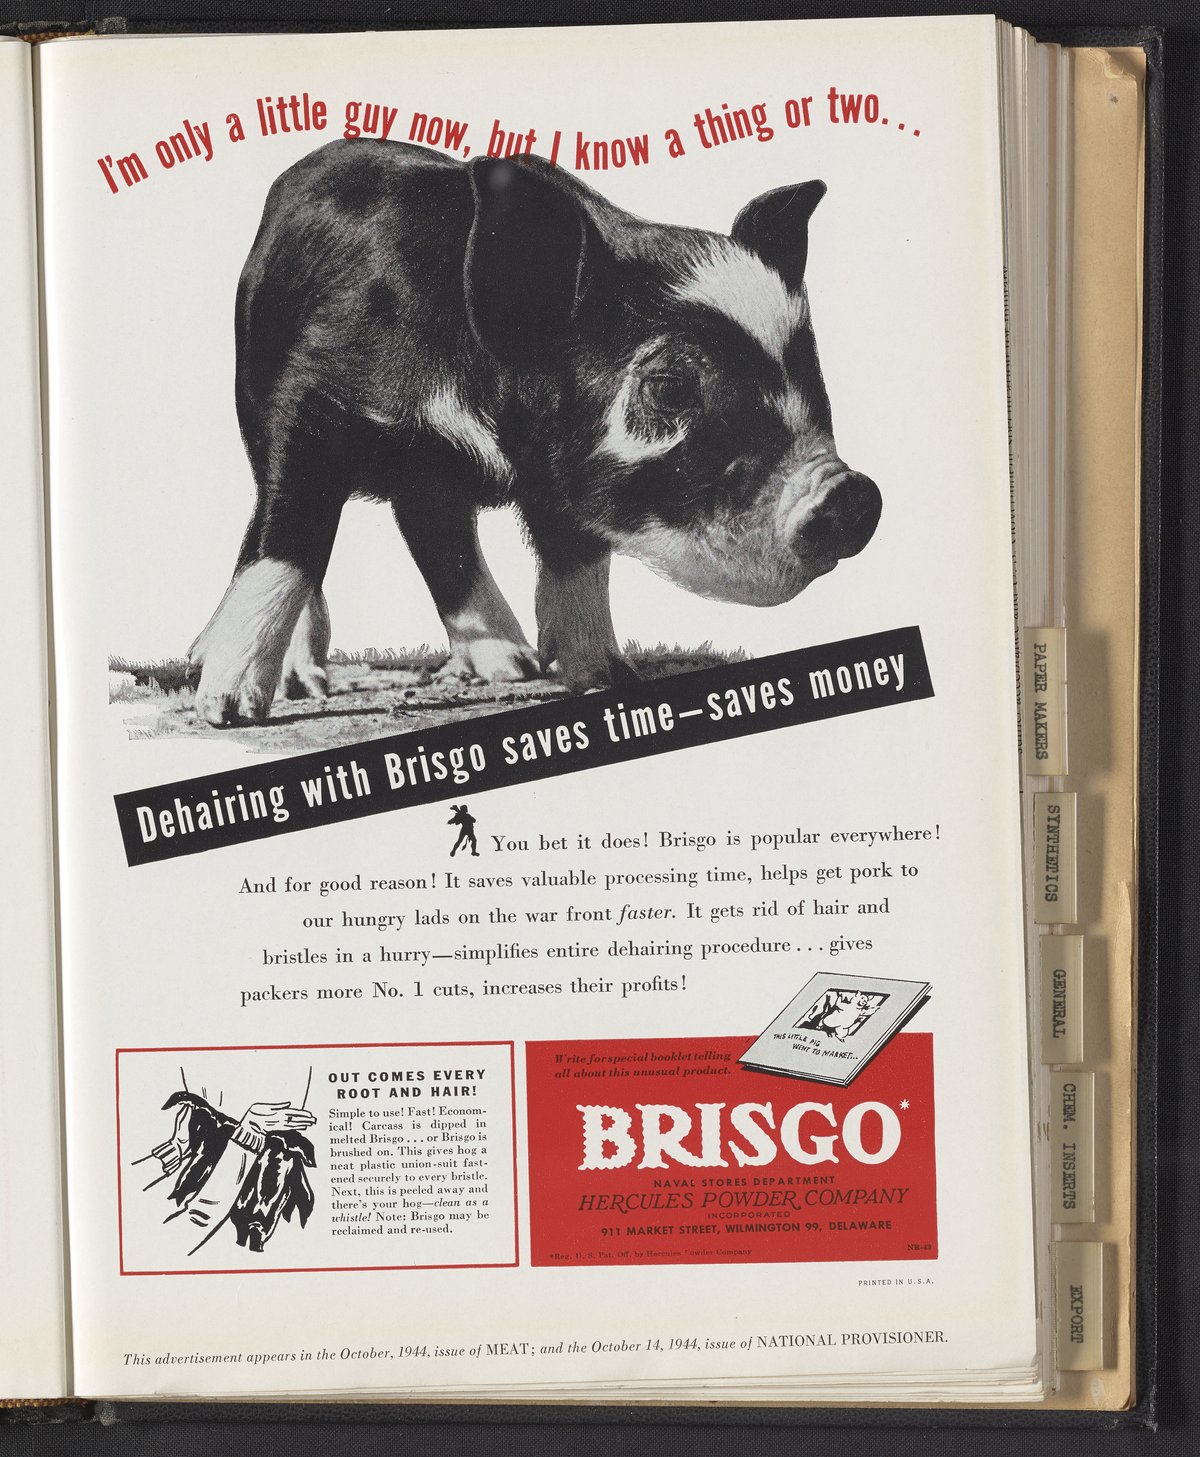 I'm only a little guy now, but I know a thing or two...
Dehairing with Brisgo saves time—saves money
You bet it does! Brisgo is popular everywhere!
And for good reason! It saves valuable processing time, helps get pork to
our hungry lads on the war front faster. It gets rid of hair and
bristles in a hurry—simplifies entire dehairing procedure . . . gives
packers more No. 1 cuts, increases their profits!
THIS LITTLE PIG
WENT TO MARKET...
OUT COMES EVERY
ROOT AND HAIR!
Simple to use! Fast! Econom-
ical! Carcass is dipped in
melted Brisgo . . . or Brisgo is
brushed on. This gives hog a
neat plastic union-suit fast-
ened securely to every bristle.
Next, this is peeled away and
there's your hog—clean as a
whistle! Note: Brisgo may be
reclaimed and re-used.
Write for special booklet telling
all about this unusual product.
BRISGO*
NAVAL STORES DEPARTMENT
HERCULES POWDER COMPANY
INCORPORATED
911 MARKET STREET, WILMINGTON 99, DELAWARE
*Reg. U. S. Pat. Off. by Hercules Powder Company
NR-42
PRINTED IN U.S.A.
This advertisement appears in the October, 1944, issue of MEAT; and the October 14, 1944, issue of NATIONAL PROVISIONER.
PAPER MAKERS
SYNTHETICS
GENERAL
CHEM. INSERTS
EXPORT